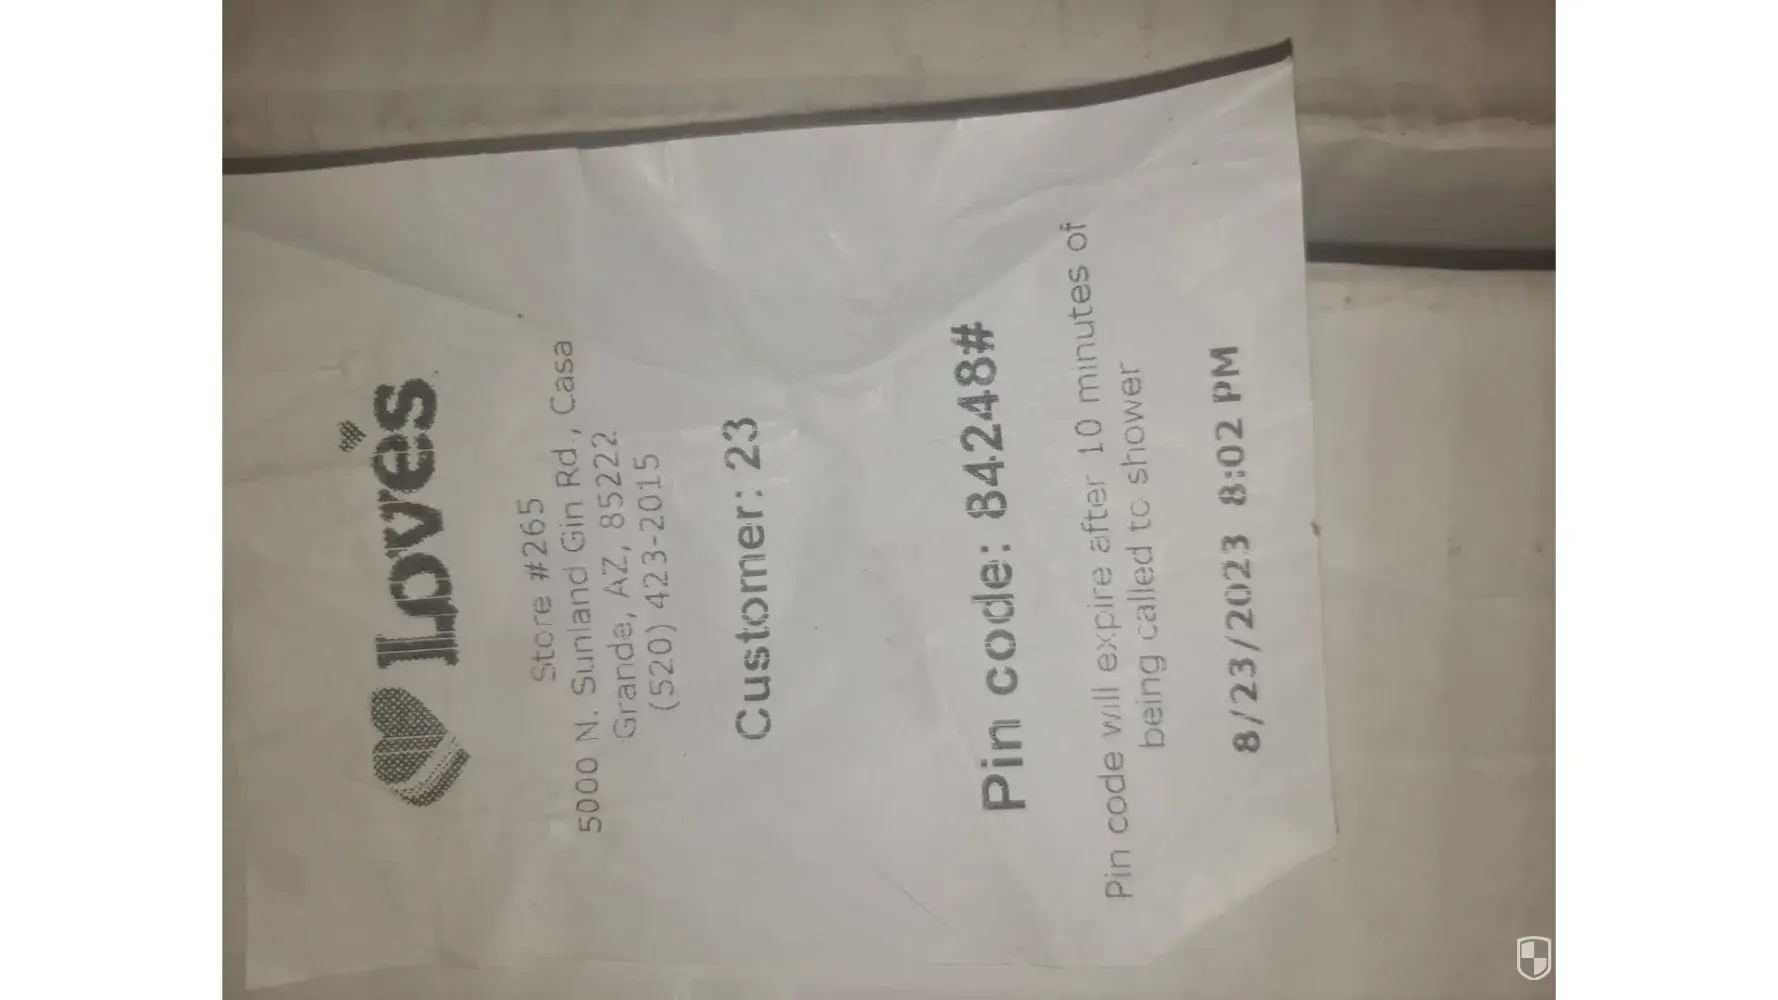 Love's
Store #265
5000 N. Sunland Gin Rd., Casa
Grande, AZ, 85222
(520) 423-2015
Customer: 23
Pin code: 84248#
Pin code will expire after 10 minutes of
being called to shower
8/23/2023 8:02 PM